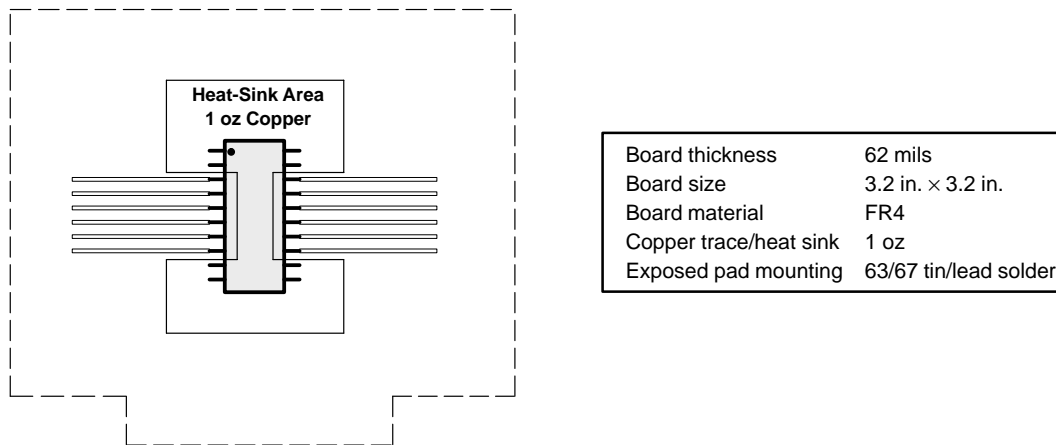 Heat-Sink Area
1 oz Copper
Board thickness 62 mils
Board size 3.2 in. × 3.2 in.
Board material FR4
Copper trace/heat sink 1 oz
Exposed pad mounting 63/67 tin/lead solder